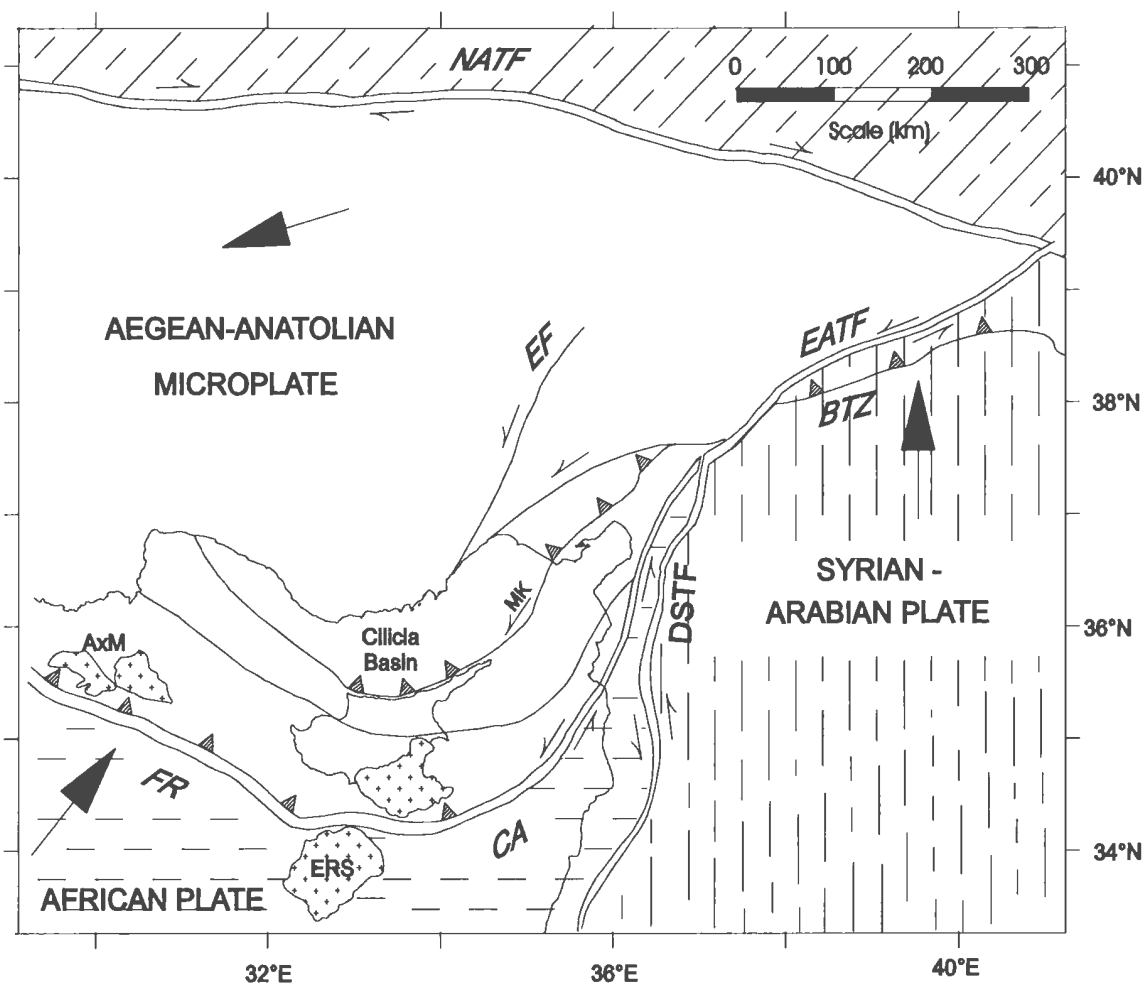 NATF
0 100 200 300
Scale (km)
40°N
AEGEAN-ANATOLIAN
MICROPLATE
EF
EATF
BTZ
38°N
SYRIAN -
ARABIAN PLATE
MK
DSTF
36°N
AxM
Cilicia
Basin
FR
CA
34°N
ERS
AFRICAN PLATE
32°E 36°E 40°E